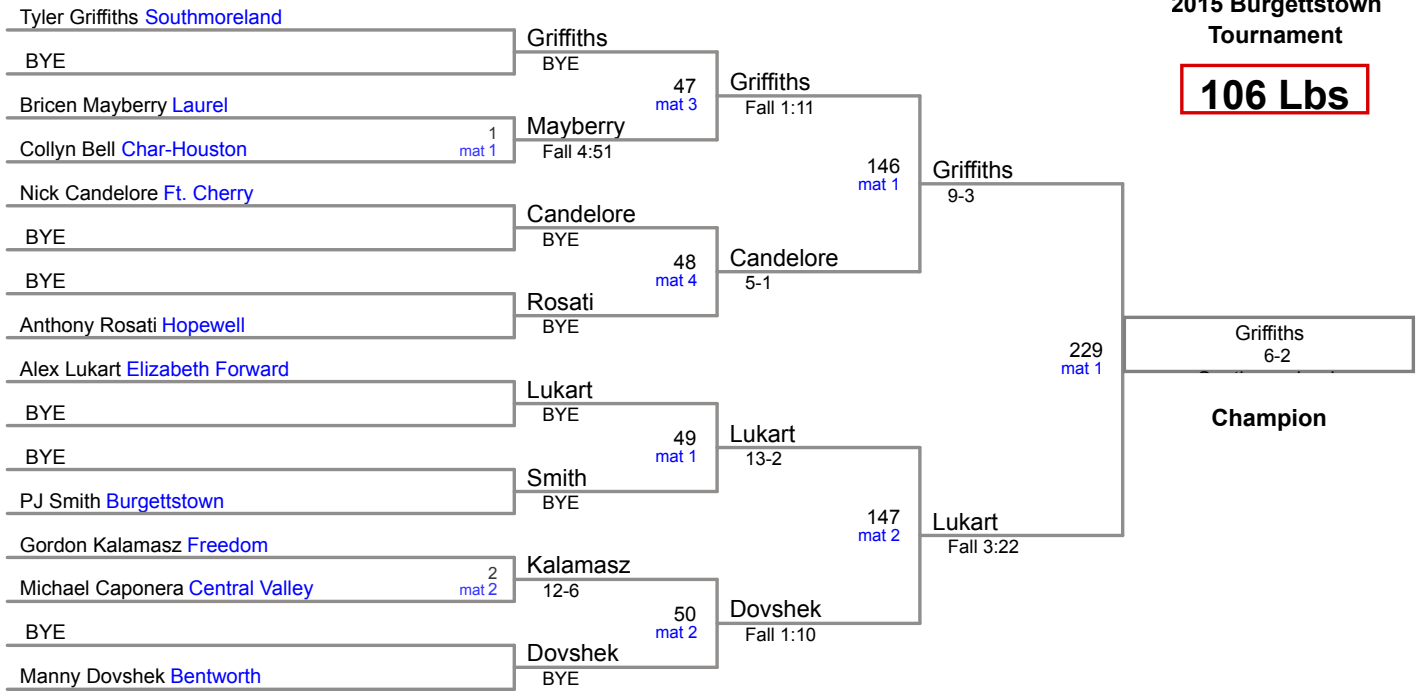 2015 Burgettstown
Tournament
106 Lbs
Tyler Griffiths Southmoreland
BYE
Bricen Mayberry Laurel
Collyn Bell Char-Houston
1
mat 1
Nick Candelore Ft. Cherry
BYE
BYE
Anthony Rosati Hopewell
Alex Lukart Elizabeth Forward
BYE
BYE
PJ Smith Burgettstown
Gordon Kalamasz Freedom
Michael Caponera Central Valley
2
mat 2
BYE
Manny Dovshek Bentworth
Griffiths
BYE
47
mat 3
Mayberry
Fall 4:51
Candelore
BYE
48
mat 4
Rosati
BYE
Lukart
BYE
49
mat 1
Smith
BYE
Kalamasz
12-6
50
mat 2
Dovshek
BYE
Griffiths
Fall 1:11
146
mat 1
Candelore
5-1
Lukart
13-2
147
mat 2
Dovshek
Fall 1:10
Griffiths
9-3
229
mat 1
Lukart
Fall 3:22
Griffiths
6-2
Champion